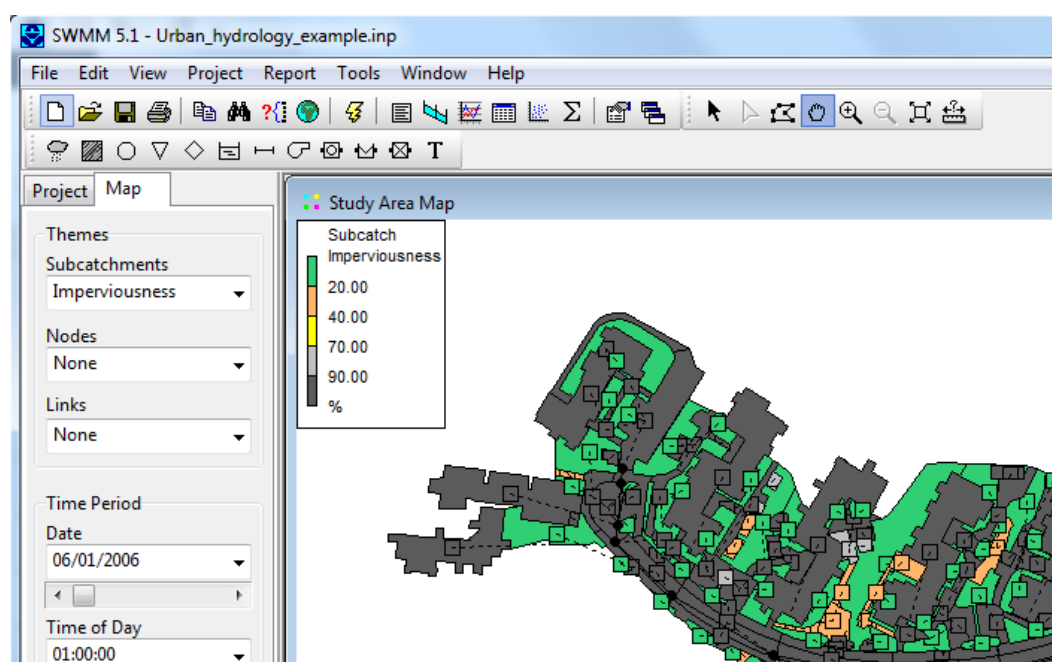 SWMM 5.1 - Urban_hydrology_example.inp
File Edit View Project Report Tools Window Help
?{}
Σ
T
Project Map
Study Area Map
Themes
Subcatchments
Imperviousness
Nodes
None
Links
None
Time Period
Date
06/01/2006
Time of Day
01:00:00
Subcatch
Imperviousness
20.00
40.00
70.00
90.00
%